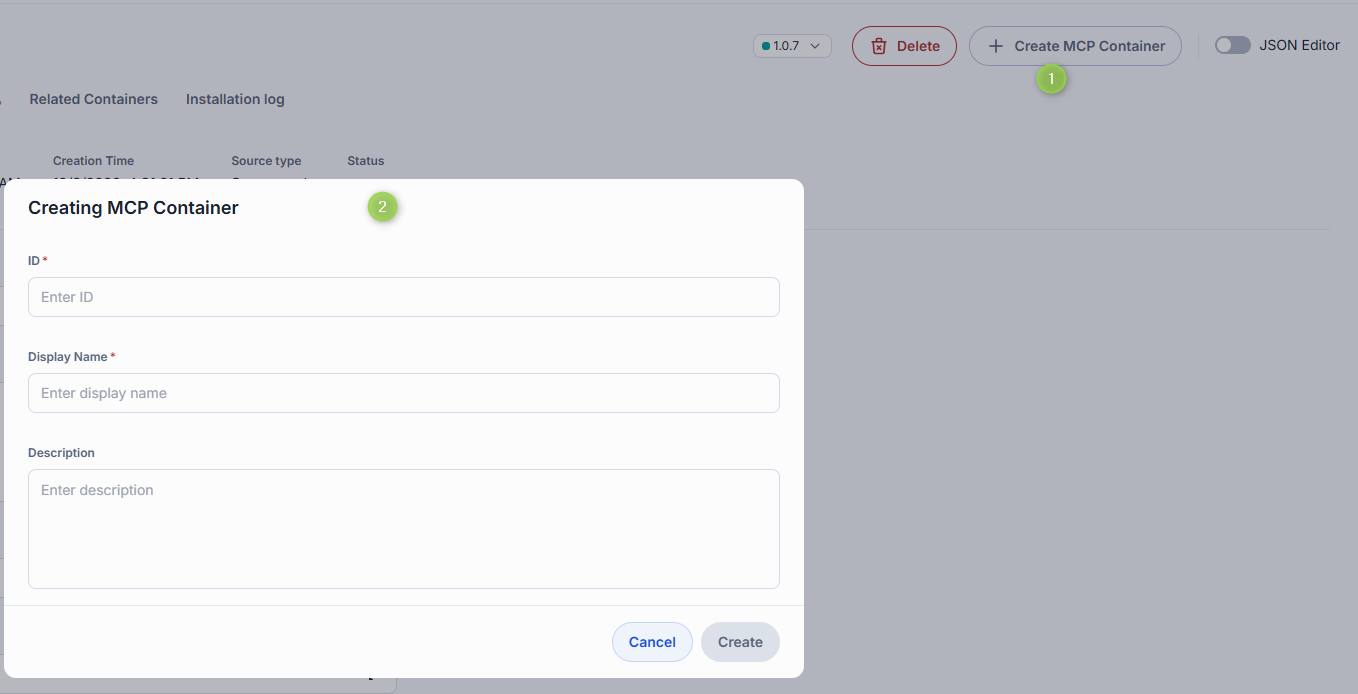 1.0.7
Delete
Create MCP Container
JSON Editor
1
Related Containers
Installation log
Creation Time
Source type
Status
Creating MCP Container
2
ID *
Enter ID
Display Name *
Enter display name
Description
Enter description
Cancel
Create